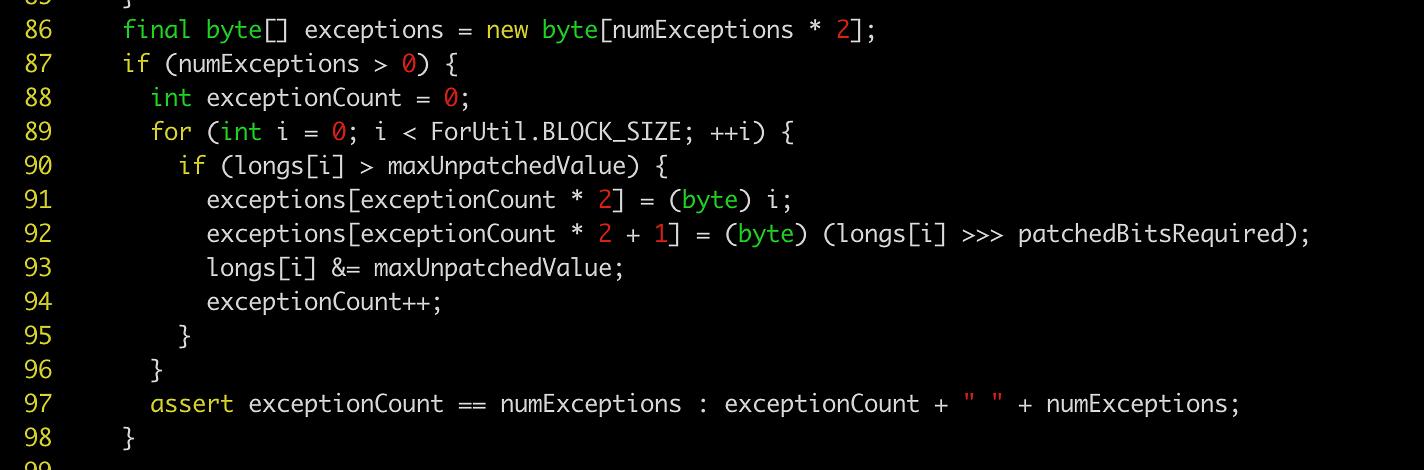 85 }
86 final byte[] exceptions = new byte[numExceptions * 2];
87 if (numExceptions > 0) {
88 int exceptionCount = 0;
89 for (int i = 0; i < ForUtil.BLOCK_SIZE; ++i) {
90 if (longs[i] > maxUnpatchedValue) {
91 exceptions[exceptionCount * 2] = (byte) i;
92 exceptions[exceptionCount * 2 + 1] = (byte) (longs[i] >>> patchedBitsRequired);
93 longs[i] &= maxUnpatchedValue;
94 exceptionCount++;
95 }
96 }
97 assert exceptionCount == numExceptions : exceptionCount + " " + numExceptions;
98 }
99